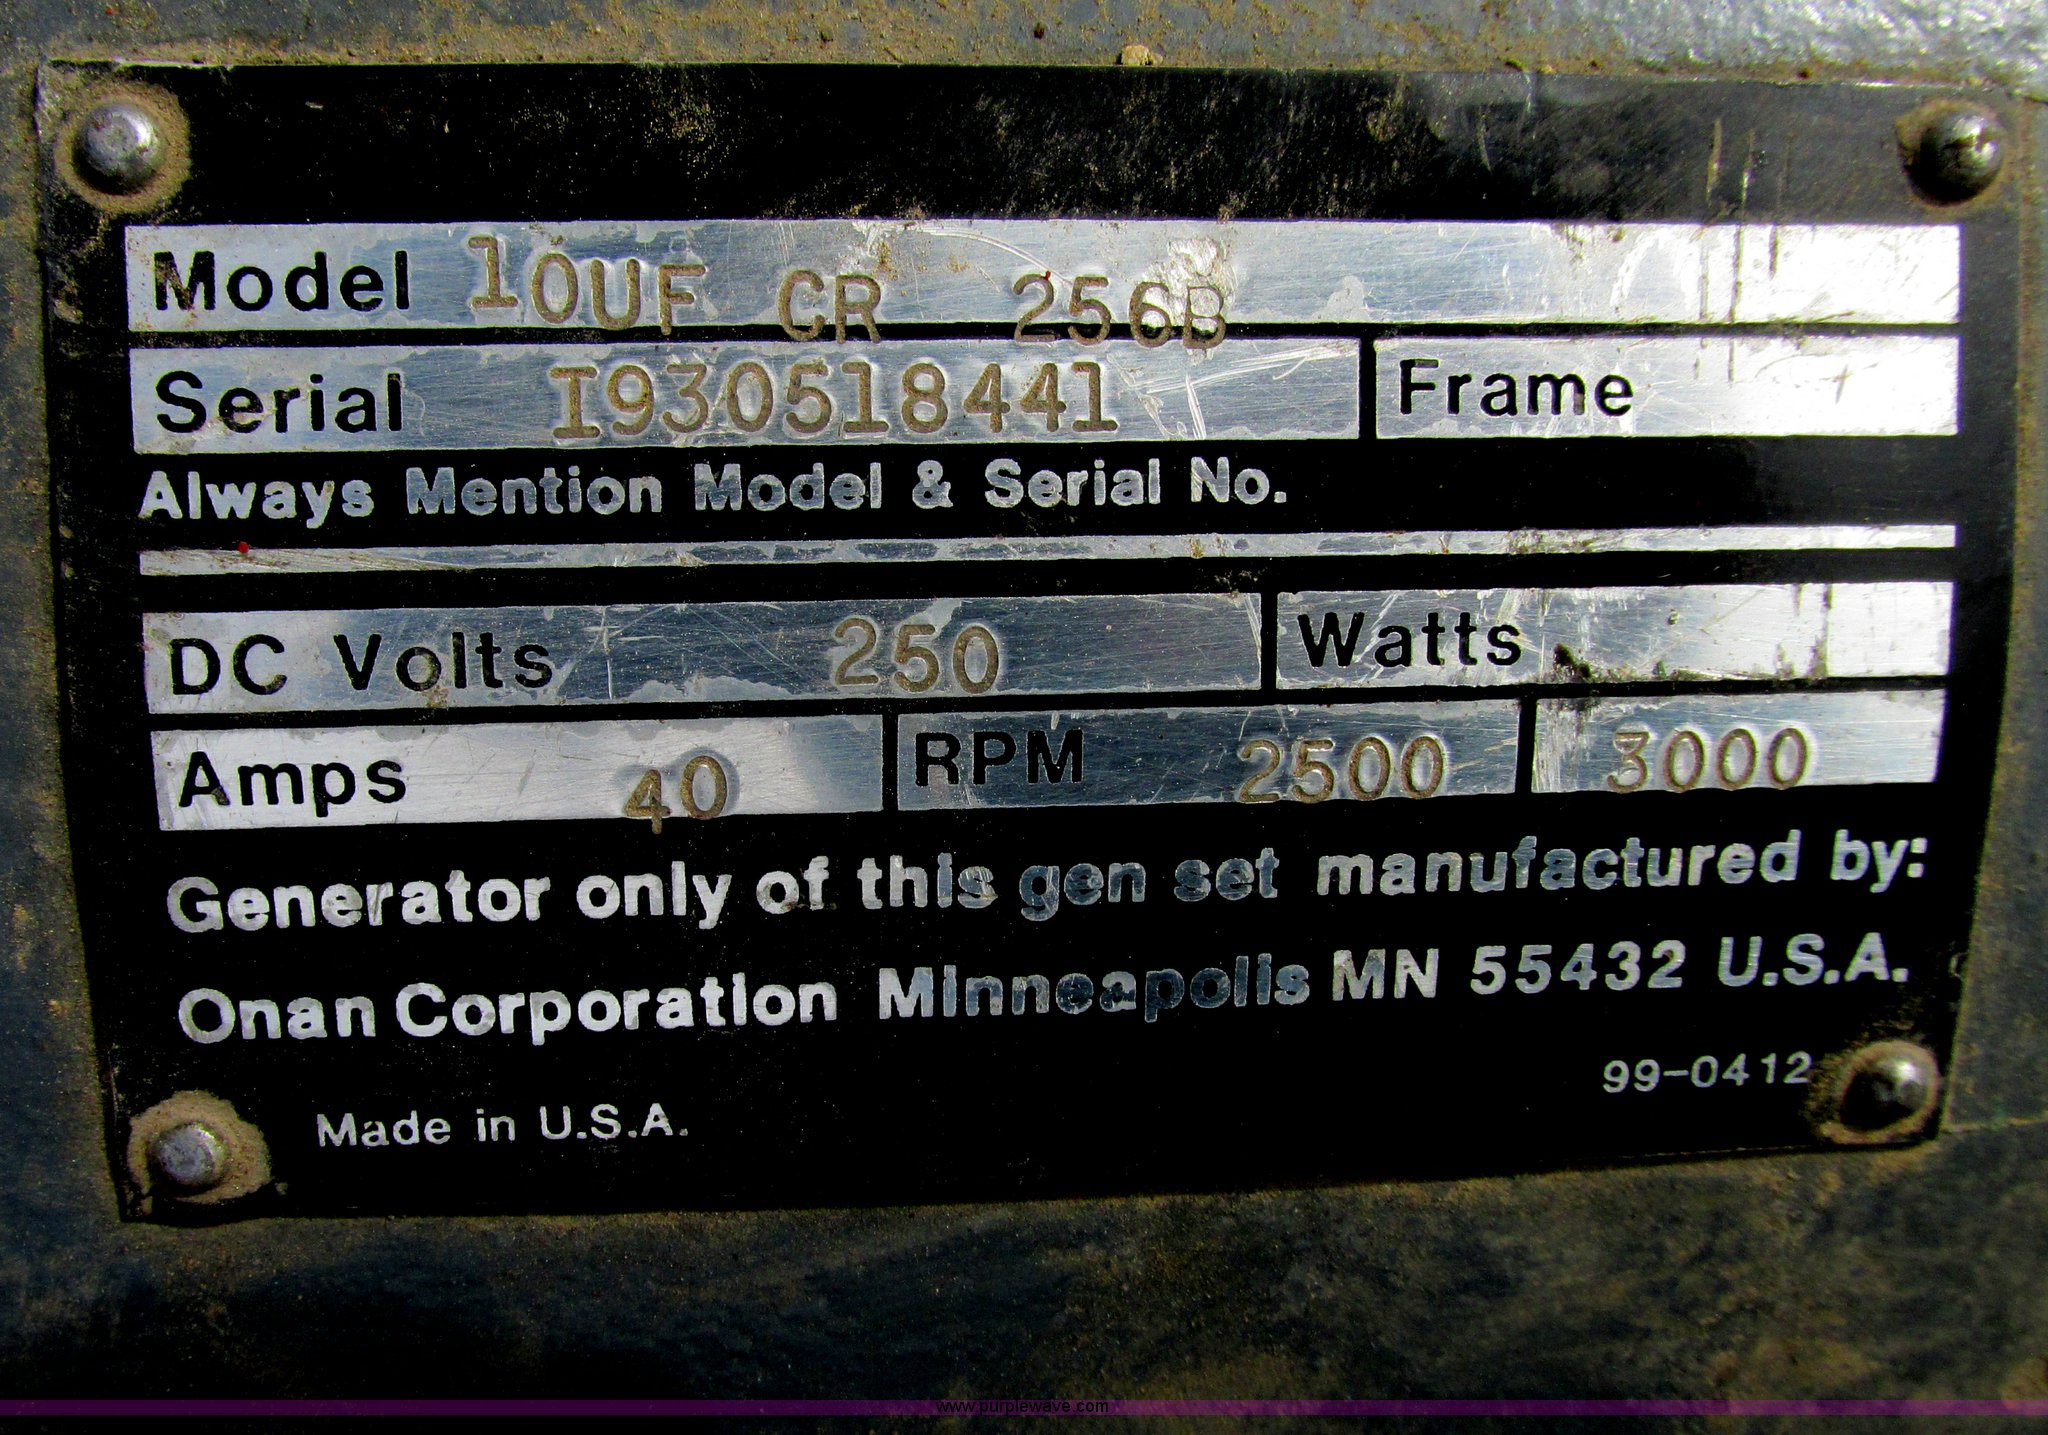 Model 10UF CR 256B
Serial I930518441 Frame
Always Mention Model & Serial No.
DC Volts 250 Watts
Amps 40 RPM 2500 3000
Generator only of this gen set manufactured by:
Onan Corporation Minneapolis MN 55432 U.S.A.
99-0412
Made in U.S.A.
www.purplewave.com